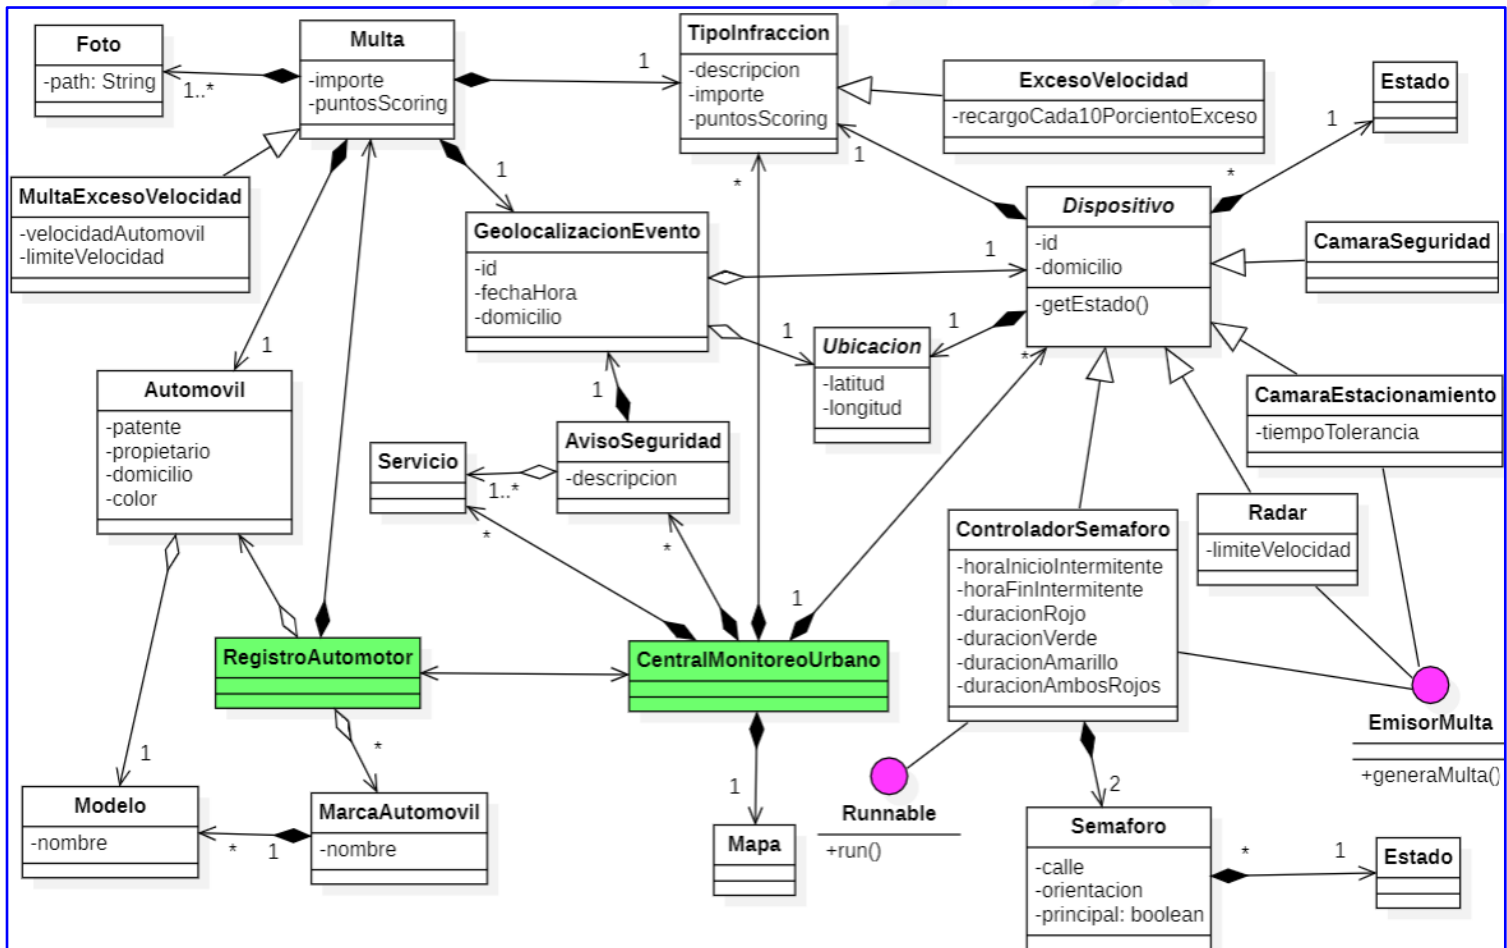 Foto
-path: String
1..*
Multa
-importe
-puntosScoring
1
TipoInfraccion
-descripcion
-importe
-puntosScoring
ExcesoVelocidad
-recargoCada10PorcientoExceso
Estado
1
*
1
*
MultaExcesoVelocidad
-velocidadAutomovil
-limiteVelocidad
1
GeolocalizacionEvento
-id
-fechaHora
-domicilio
1
Dispositivo
-id
-domicilio
-getEstado()
CamaraSeguridad
1
1
*
Ubicacion
-latitud
-longitud
1
Automovil
-patente
-propietario
-domicilio
-color
1
CamaraEstacionamiento
-tiempoTolerancia
Servicio
1..*
*
AvisoSeguridad
-descripcion
*
ControladorSemaforo
-horaInicioIntermitente
-horaFinIntermitente
-duracionRojo
-duracionVerde
-duracionAmarillo
-duracionAmbosRojos
Radar
-limiteVelocidad
1
RegistroAutomotor
CentralMonitoreoUrbano
EmisorMulta
+generaMulta()
1
*
1
2
Runnable
+run()
Modelo
-nombre
*
1
MarcaAutomovil
-nombre
Mapa
Semaforo
-calle
-orientacion
-principal: boolean
*
1
Estado